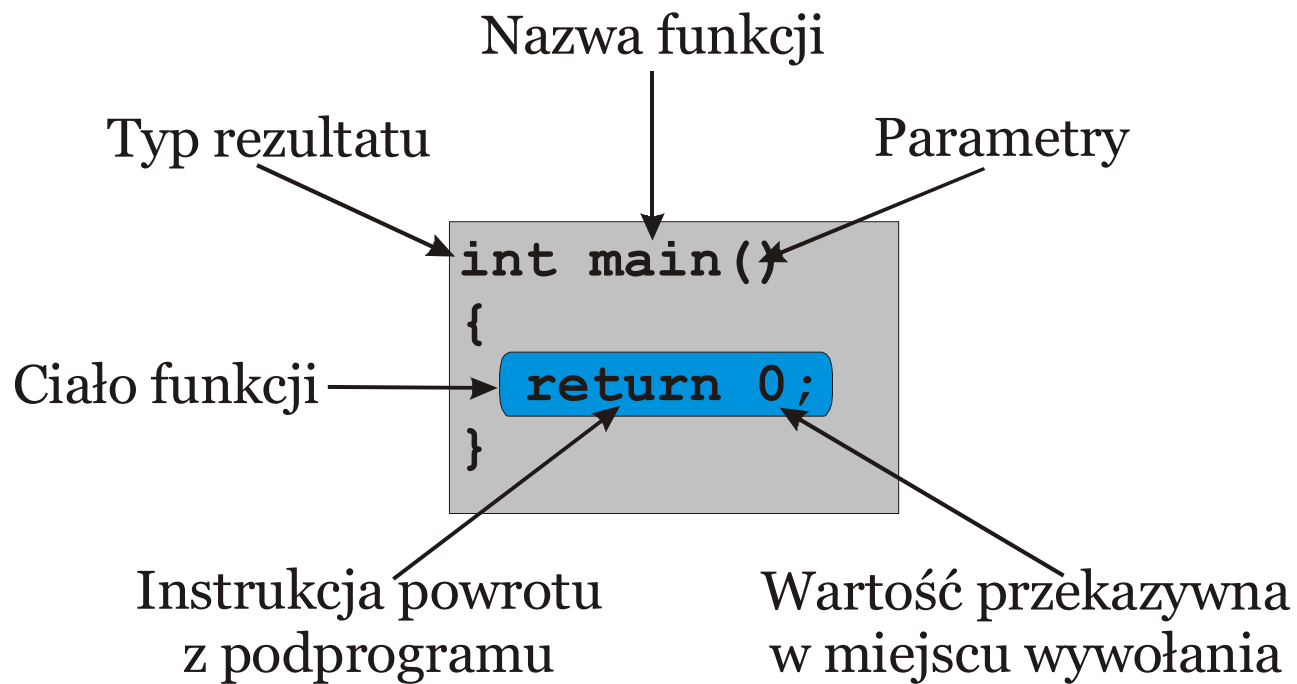 Nazwa funkcji
Typ rezultatu
Parametry
int main()
{
Ciało funkcji
return 0;
}
Instrukcja powrotu
z podprogramu
Wartość przekazywna
w miejscu wywołania